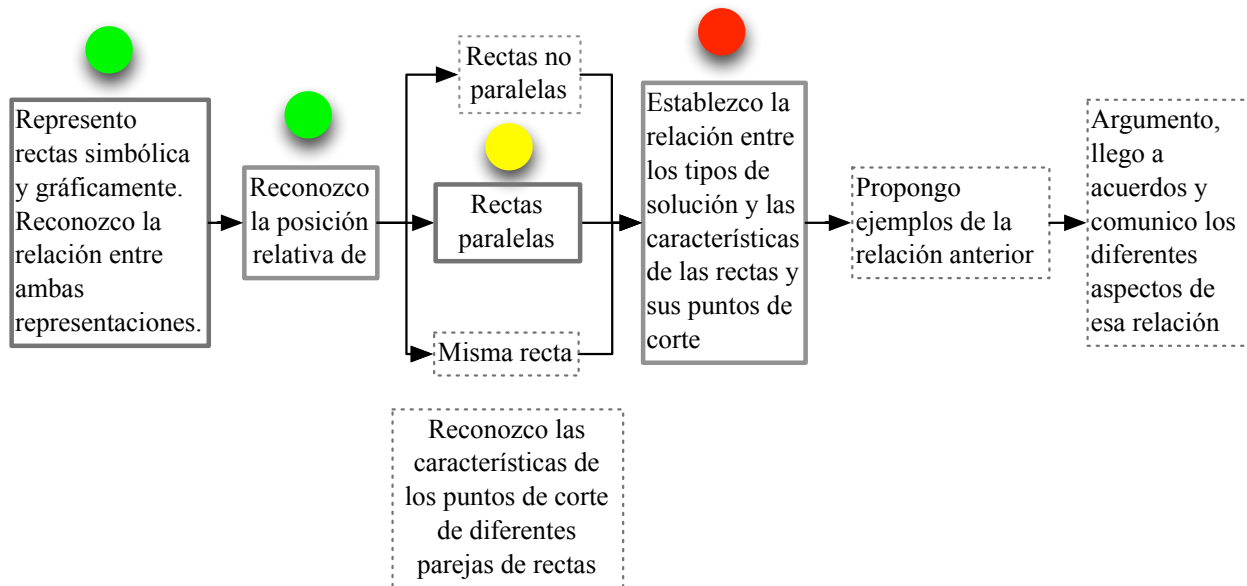 Represento
rectas simbólica
y gráficamente.
Reconozco la
relación entre
ambas
representaciones.
Reconozco
la posición
relativa de
Rectas no
paralelas
Rectas
paralelas
Misma recta
Reconozco las
características de
los puntos de corte
de diferentes
parejas de rectas
Establezco la
relación entre
los tipos de
solución y las
características
de las rectas y
sus puntos de
corte
Propongo
ejemplos de la
relación anterior
Argumento,
llego a
acuerdos y
comunico los
diferentes
aspectos de
esa relación